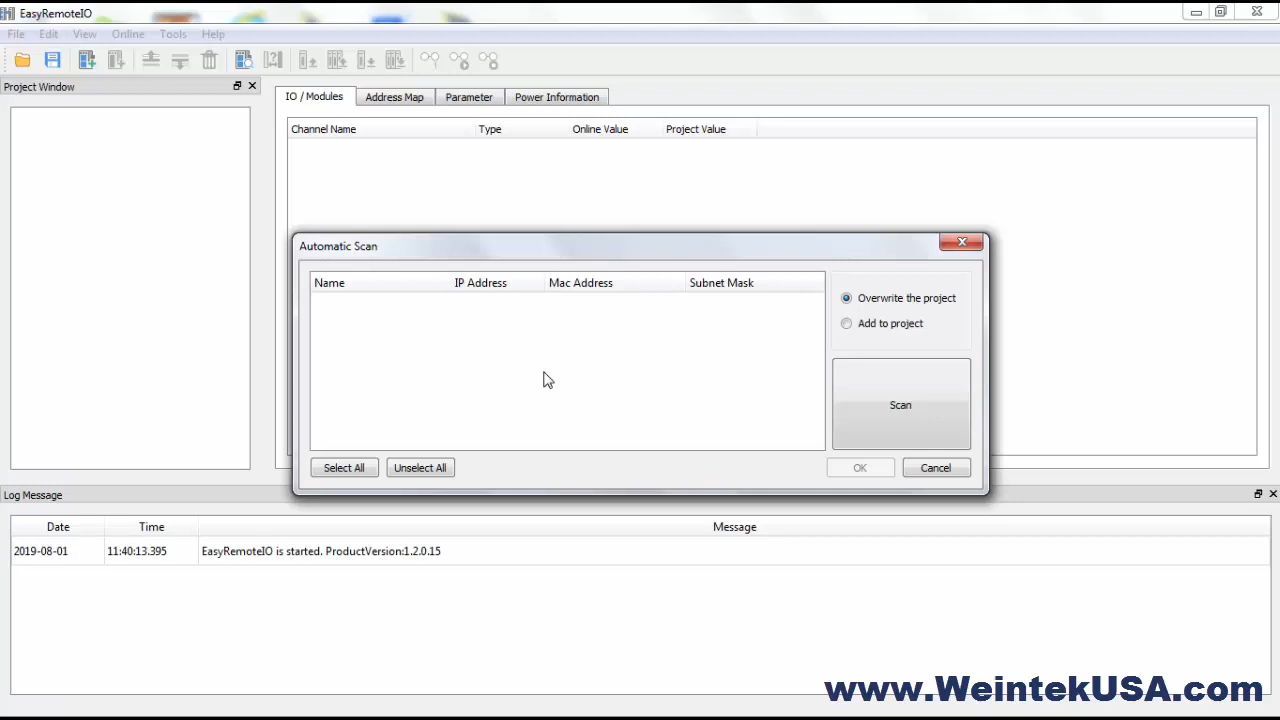 EasyRemoteIO
File Edit View Online Tools Help
Project Window
IO / Modules Address Map Parameter Power Information
Channel Name Type Online Value Project Value
Automatic Scan
Name IP Address Mac Address Subnet Mask
Overwrite the project
Add to project
Scan
Select All Unselect All OK Cancel
Log Message
Date Time Message
2019-08-01 11:40:13.395 EasyRemoteIO is started. ProductVersion:1.2.0.15
www.WeintekUSA.com